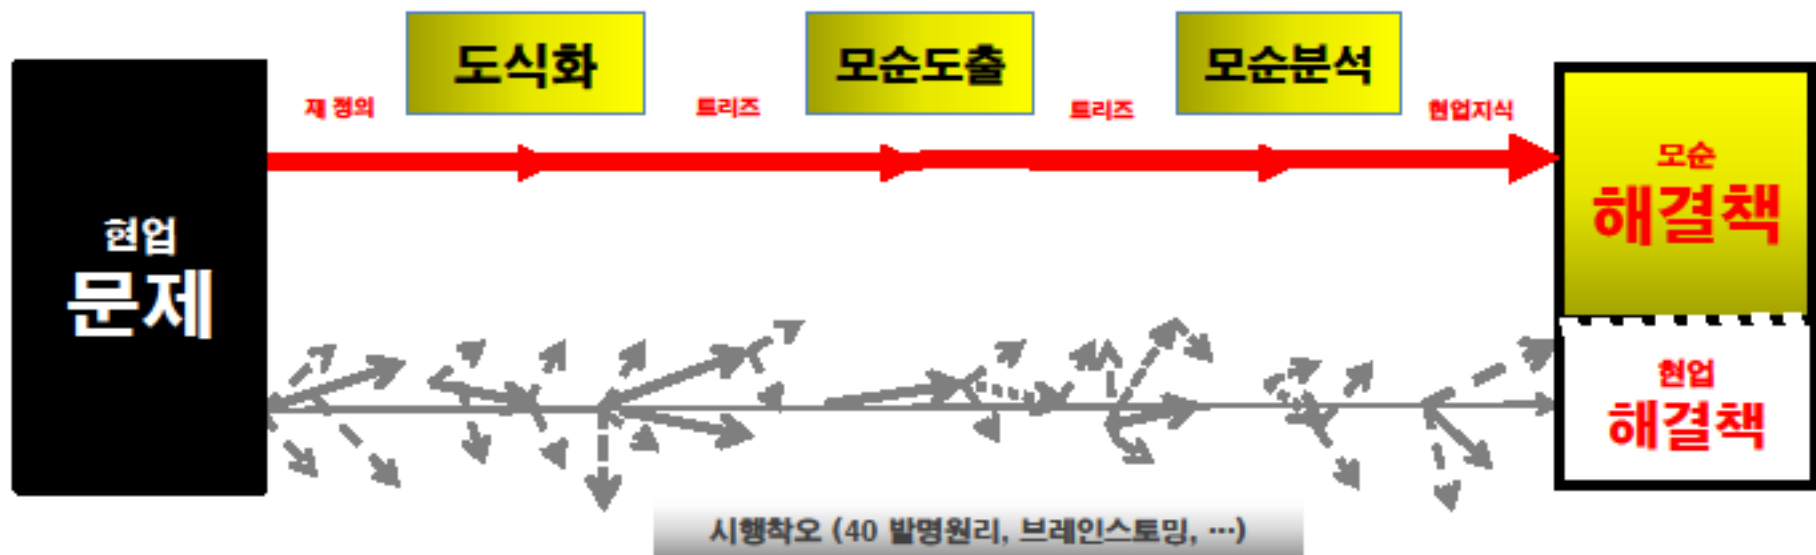 도식화
모순도출
모순분석
재 정의
트리즈
트리즈
현업지식
현업
문제
모순
해결책
현업
해결책
시행착오 (40 발명원리, 브레인스토밍, …)